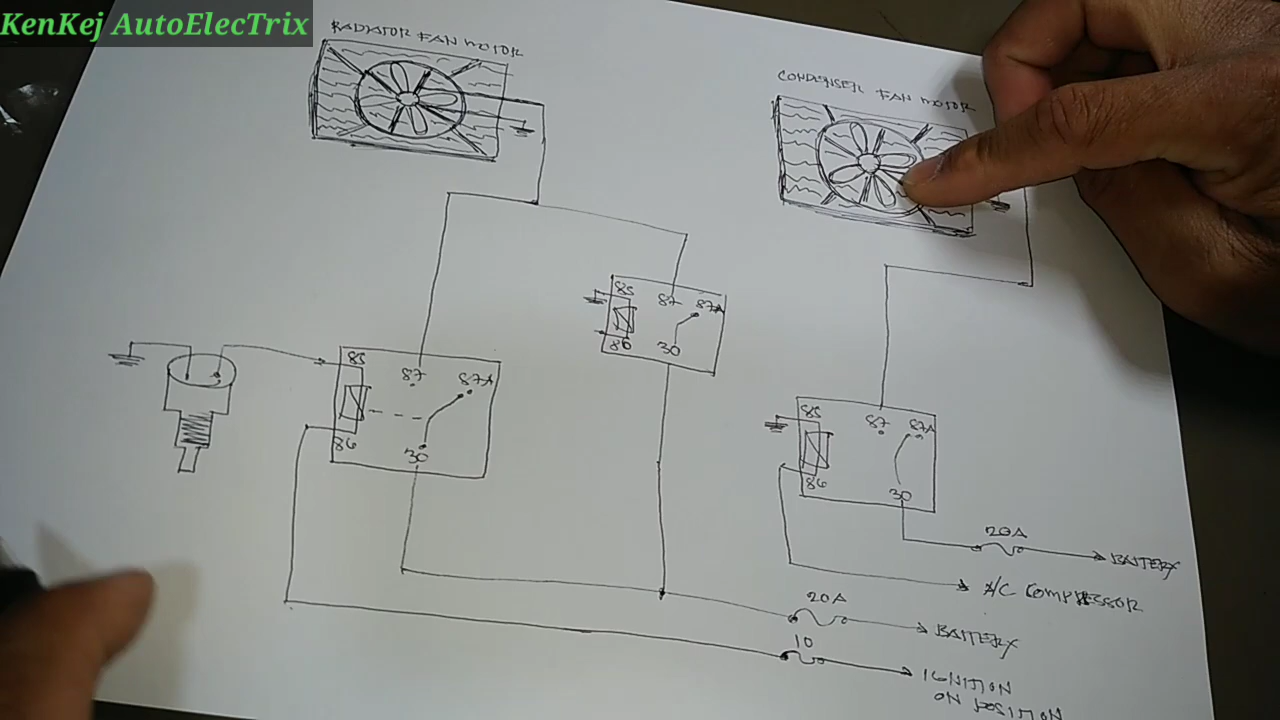 KenKej AutoElecTrix
RADIATOR FAN MOTOR
CONDENSER FAN MOTOR
85
87
87A
86
30
85
87
87A
86
30
85
87
87A
86
30
20A
BATTERY
A/C COMPRESSOR
20A
BATTERY
10
IGNITION
ON POSITION